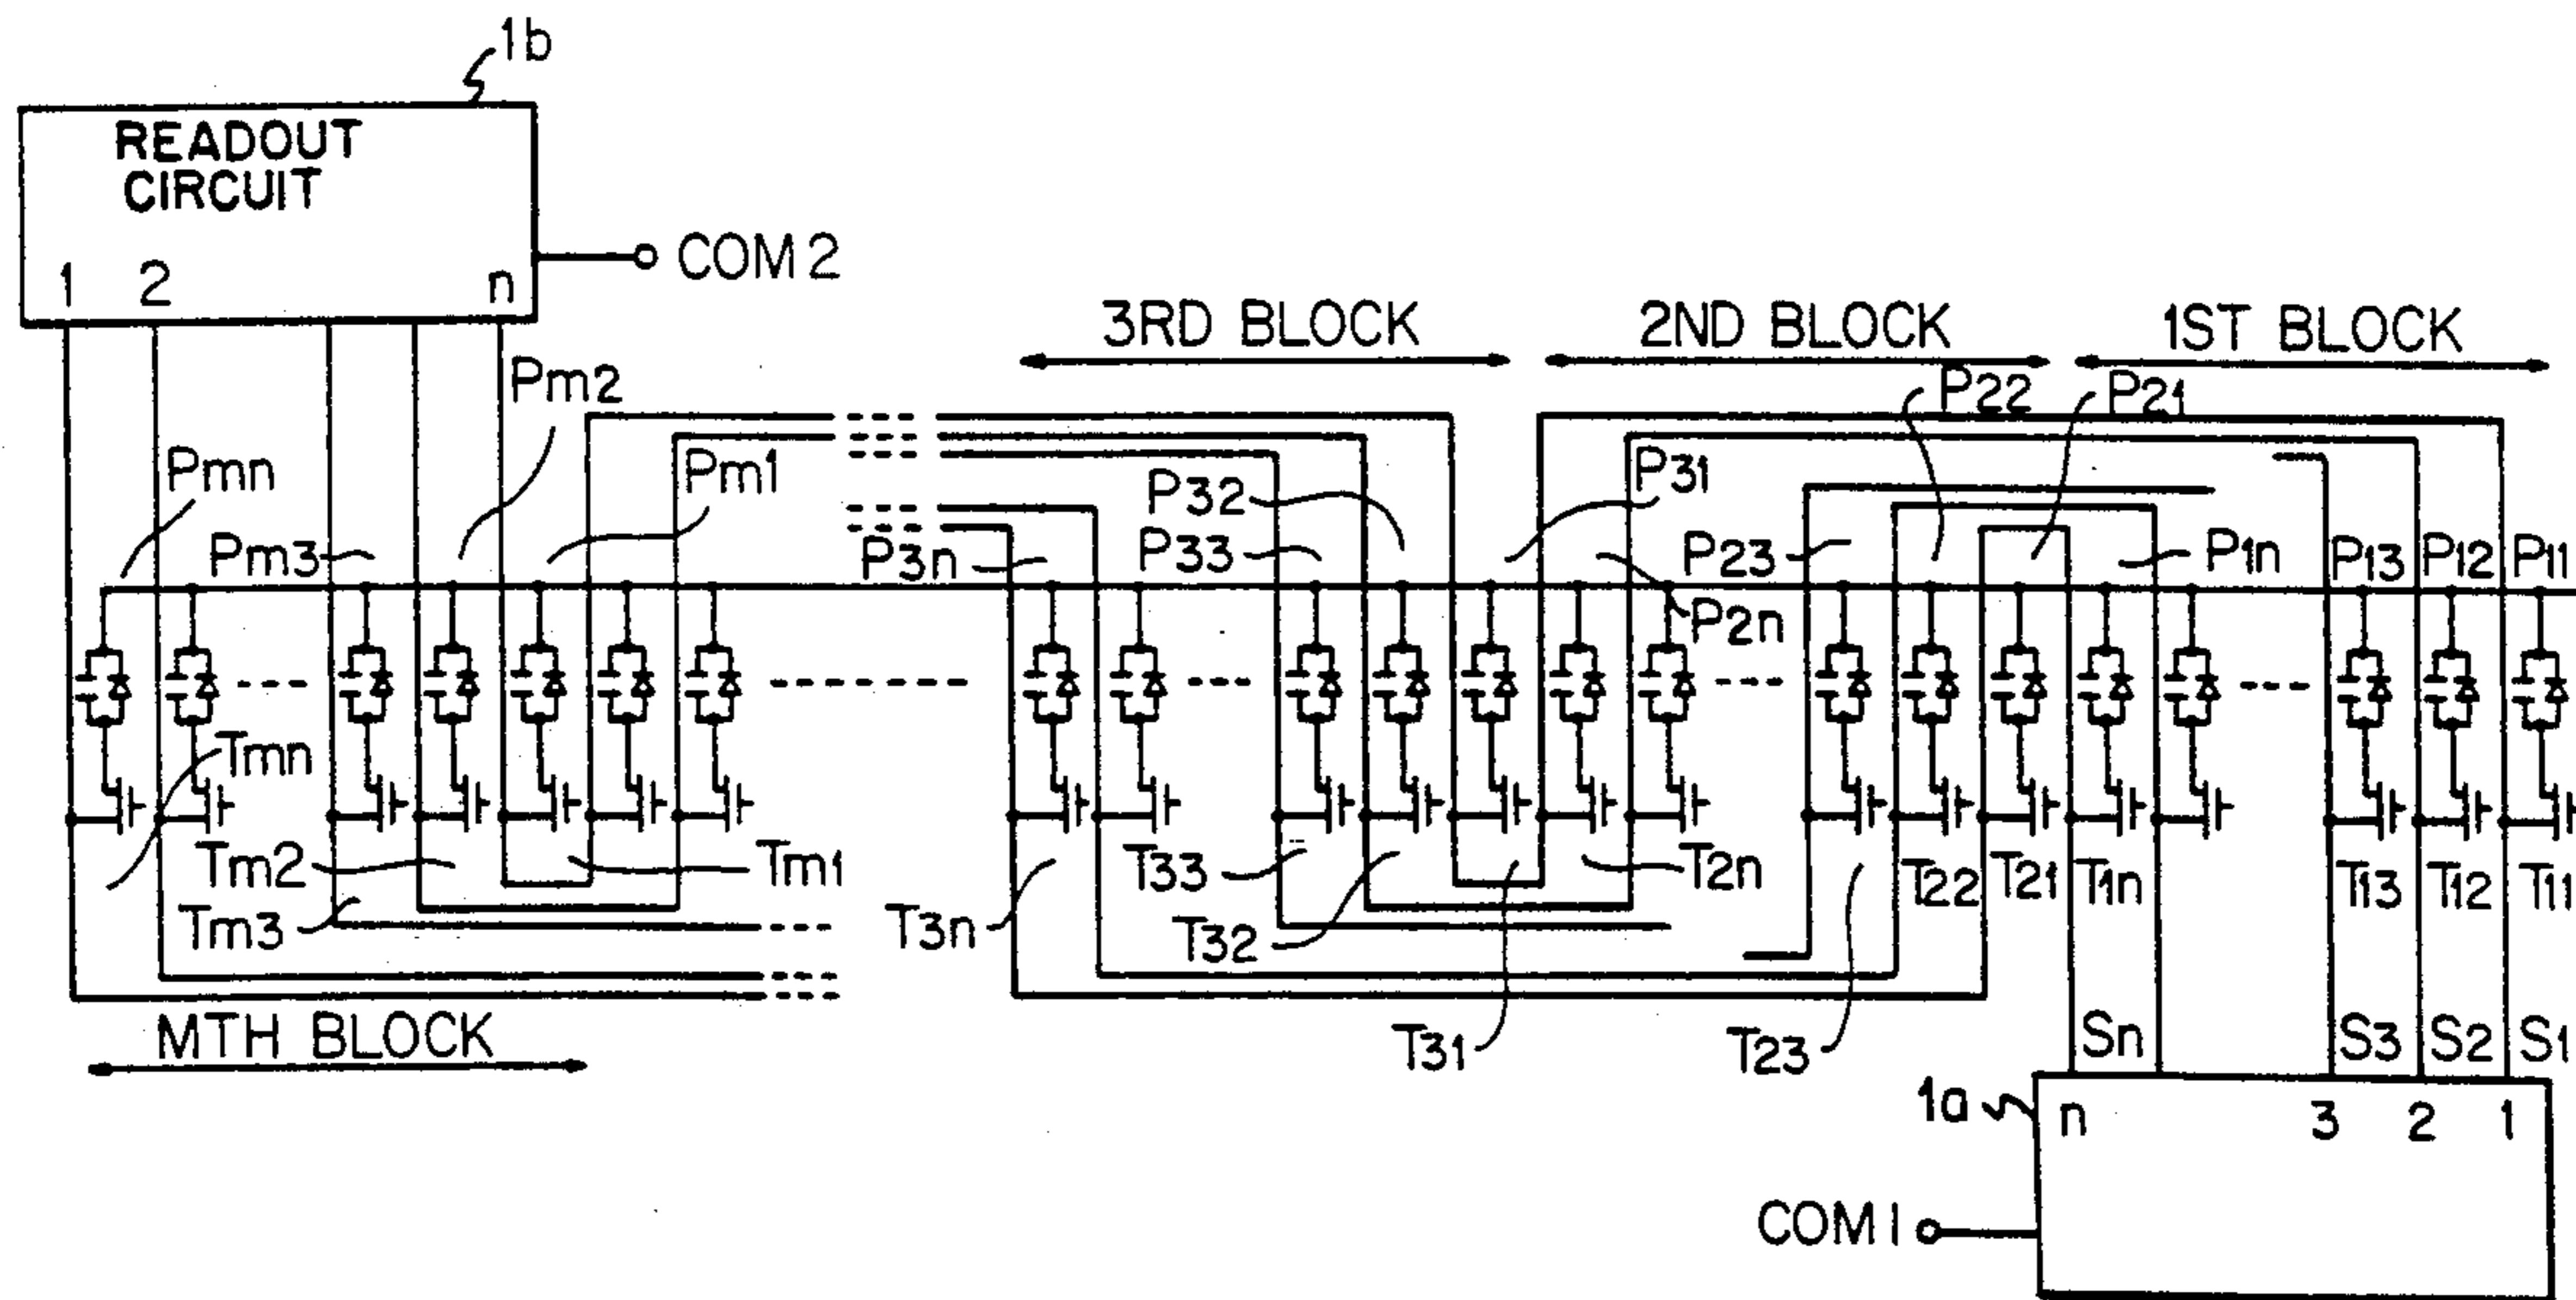 1b
READOUT
CIRCUIT
1 2 n
COM2
3RD BLOCK 2ND BLOCK 1ST BLOCK
Pm2 P22 P21
Pmn Pm1 P32 P31
Pm3 P3n P33 P23 P1n P13 P12 P11
P2n
Tmn
Tm2 Tm1 T33 T2n T22 T21 T1n T13 T12 T11
Tm3 T3n T32
MTH BLOCK T31 T23 Sn S3 S2 S1
1a n 3 2 1
COM1